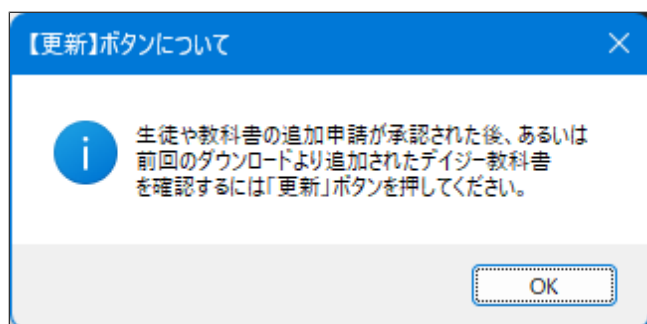 【更新】ボタンについて
生徒や教科書の追加申請が承認された後、あるいは
前回のダウンロードより追加されたデイジー教科書
を確認するには「更新」ボタンを押してください。
OK